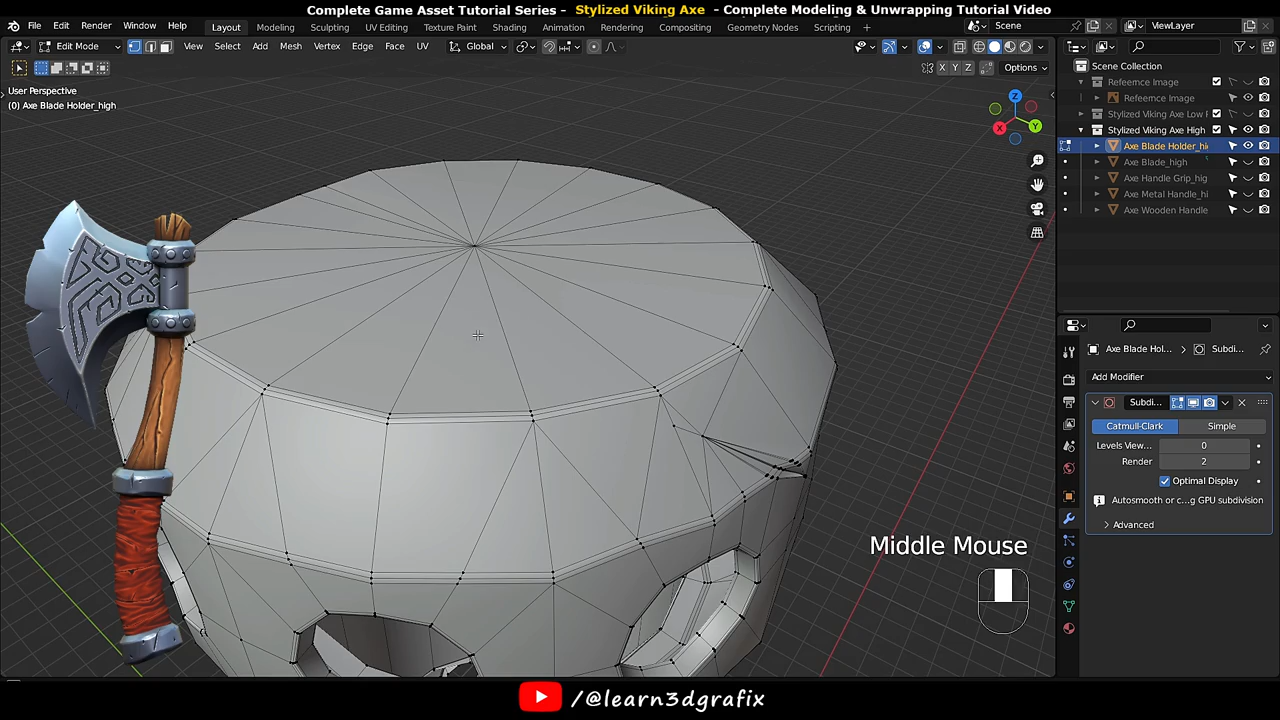 Complete Game Asset Tutorial Series - Stylized Viking Axe - Complete Modeling & Unwrapping Tutorial Video
File Edit Render Window Help Layout Modeling Sculpting UV Editing Texture Paint Shading Animation Rendering Compositing Geometry Nodes Scripting Scene ViewLayer
Edit Mode View Select Add Mesh Vertex Edge Face UV Global
X Y Z Options
User Perspective
(0) Axe Blade Holder_high
Z
Y
X
Scene Collection
Refeernce Image
Refeernce Image
Stylized Viking Axe Low
Stylized Viking Axe High
Axe Blade Holder_hi
Axe Blade_high
Axe Handle Grip_hig
Axe Metal Handle_hi
Axe Wooden Handle
Axe Blade Hol... > Subdi...
Add Modifier
Subdi...
Catmull-Clark Simple
Levels View... 0
Render 2
Optimal Display
Autosmooth or c...g GPU subdivision
Advanced
Middle Mouse
/@learn3dgrafix